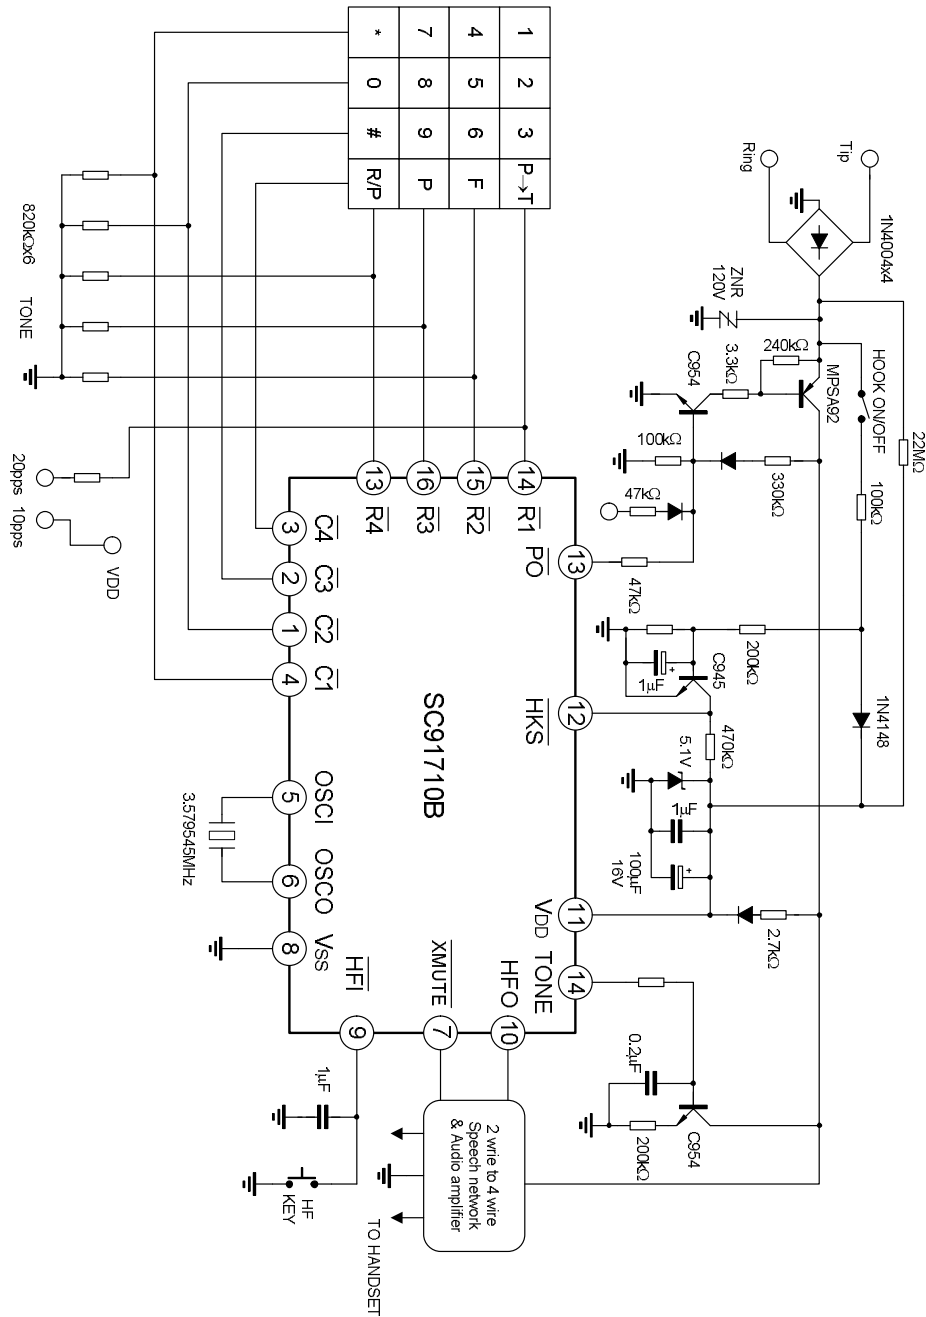 1 2 3 P→T
4 5 6 F
7 8 9 P
* 0 # R/P
Tip
Ring
1N4004x4
ZNR
120V
HOOK ON/OFF
MPSA92
240kΩ
3.3kΩ
C954
22MΩ
100kΩ
330kΩ
100kΩ
47kΩ
47kΩ
200kΩ
C945
1µF
1N4148
470kΩ
5.1V
1µF
100µF
16V
2.7kΩ
0.2µF
200kΩ
C954
820kΩx6
TONE
20pps
10pps
VDD
13
R4
16
R3
15
R2
14
R1
13
PO
12
HKS
11
VDD
14
TONE
3
C4
2
C3
1
C2
4
C1
5
OSCI
6
OSCO
8
VSS
9
HFI
7
XMUTE
10
HFO
SC91710B
3.579545MHz
1µF
HF
KEY
2 wrie to 4 wire
Speech network
& Audio amplifier
TO HANDSET